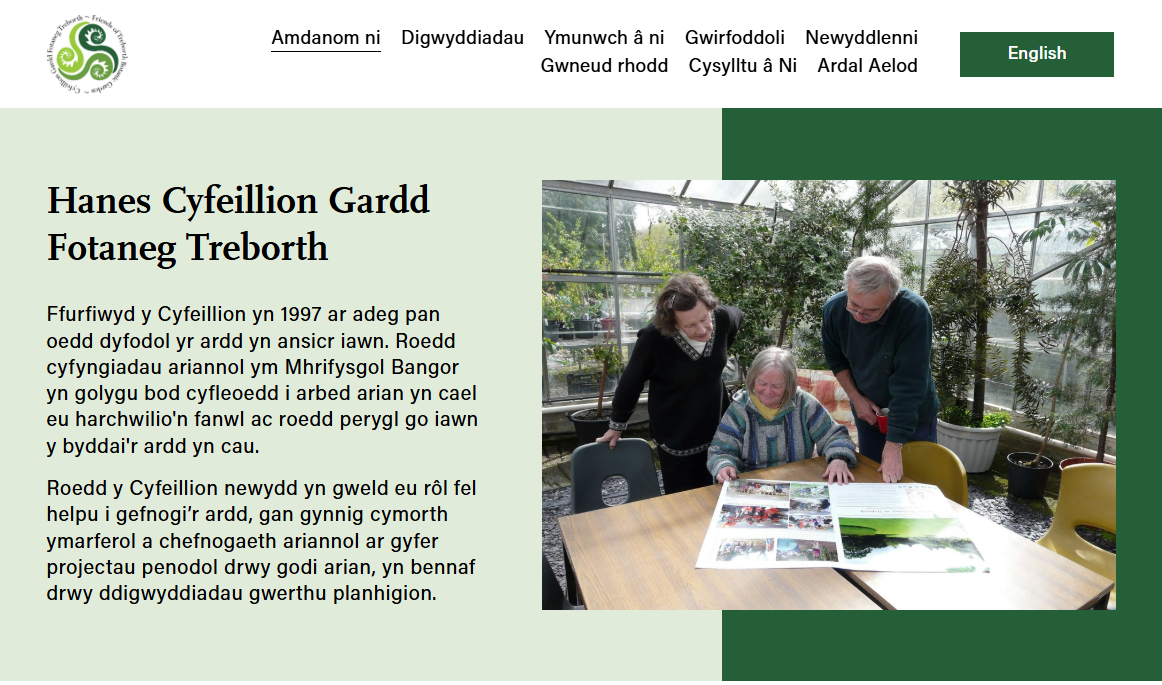 Cyfeillion Gardd Fotaneg Treborth ~ Friends of Treborth Botanic Garden ~
Amdanom ni Digwyddiadau Ymunwch â ni Gwirfoddoli Newyddlenni
Gwneud rhodd Cysylltu â Ni Ardal Aelod
English
Hanes Cyfeillion Gardd
Fotaneg Treborth
Ffurfiwyd y Cyfeillion yn 1997 ar adeg pan
oedd dyfodol yr ardd yn ansicr iawn. Roedd
cyfyngiadau ariannol ym Mhrifysgol Bangor
yn golygu bod cyfleoedd i arbed arian yn cael
eu harchwilio'n fanwl ac roedd perygl go iawn
y byddai'r ardd yn cau.
Roedd y Cyfeillion newydd yn gweld eu rôl fel
helpu i gefnogi’r ardd, gan gynnig cymorth
ymarferol a chefnogaeth ariannol ar gyfer
projectau penodol drwy godi arian, yn bennaf
drwy ddigwyddiadau gwerthu planhigion.